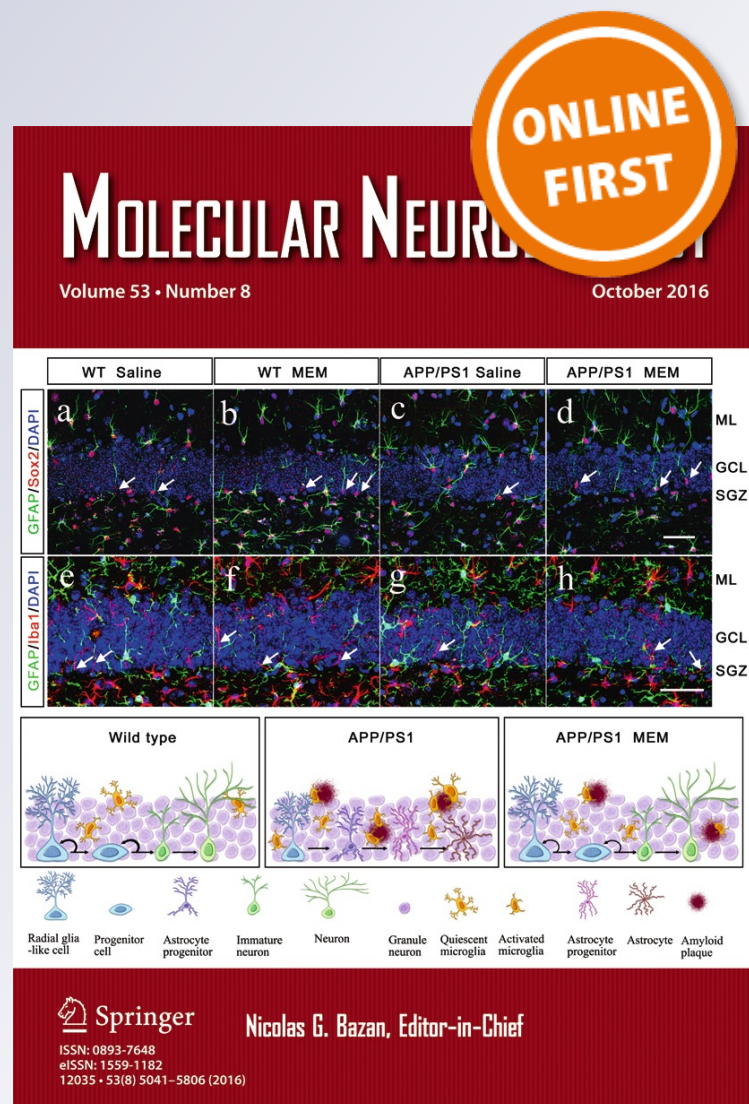 ONLINE
FIRST
MOLECULAR
Volume 53 • Number 8
October 2016
WT Saline
WT MEM
APP/PS1 Saline
APP/PS1 MEM
GFAP/Sox2/DAPI
a
b
c
d
ML
GCL
SGZ
GFAP/Iba1/DAPI
e
f
g
h
ML
GCL
SGZ
Wild type
APP/PS1
APP/PS1 MEM
Radial glia
-like cell
Progenitor
cell
Astrocyte
progenitor
Immature
neuron
Neuron
Granule
neuron
Quiescent
microglia
Activated
microglia
Astrocyte
progenitor
Astrocyte
Amyloid
plaque
Springer
Nicolas G. Bazan, Editor-in-Chief
ISSN: 0893-7648
eISSN: 1559-1182
12035 • 53(8) 5041–5806 (2016)